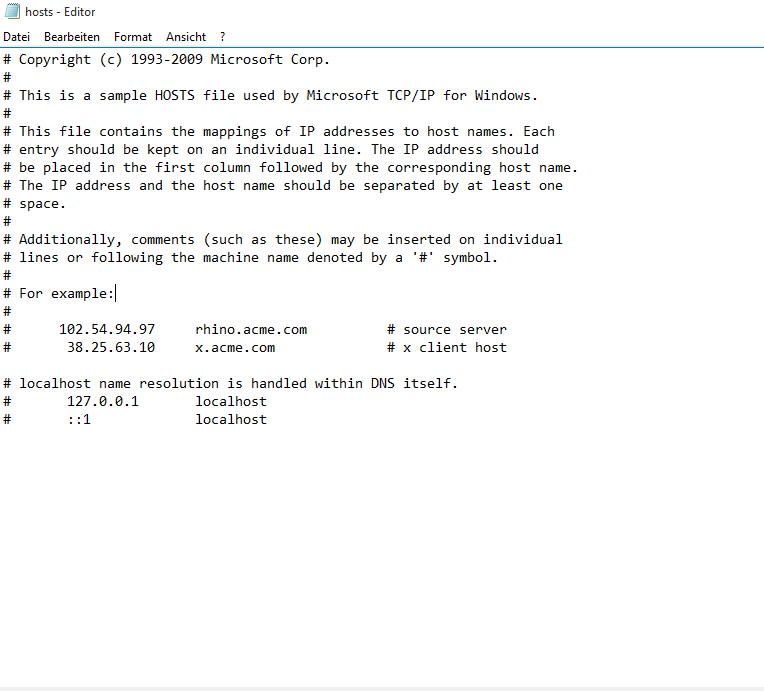 hosts - Editor
Datei Bearbeiten Format Ansicht ?
# Copyright (c) 1993-2009 Microsoft Corp.
#
# This is a sample HOSTS file used by Microsoft TCP/IP for Windows.
#
# This file contains the mappings of IP addresses to host names. Each
# entry should be kept on an individual line. The IP address should
# be placed in the first column followed by the corresponding host name.
# The IP address and the host name should be separated by at least one
# space.
#
# Additionally, comments (such as these) may be inserted on individual
# lines or following the machine name denoted by a '#' symbol.
#
# For example:
#
#      102.54.94.97     rhino.acme.com          # source server
#       38.25.63.10     x.acme.com              # x client host

# localhost name resolution is handled within DNS itself.
#       127.0.0.1       localhost
#       ::1             localhost